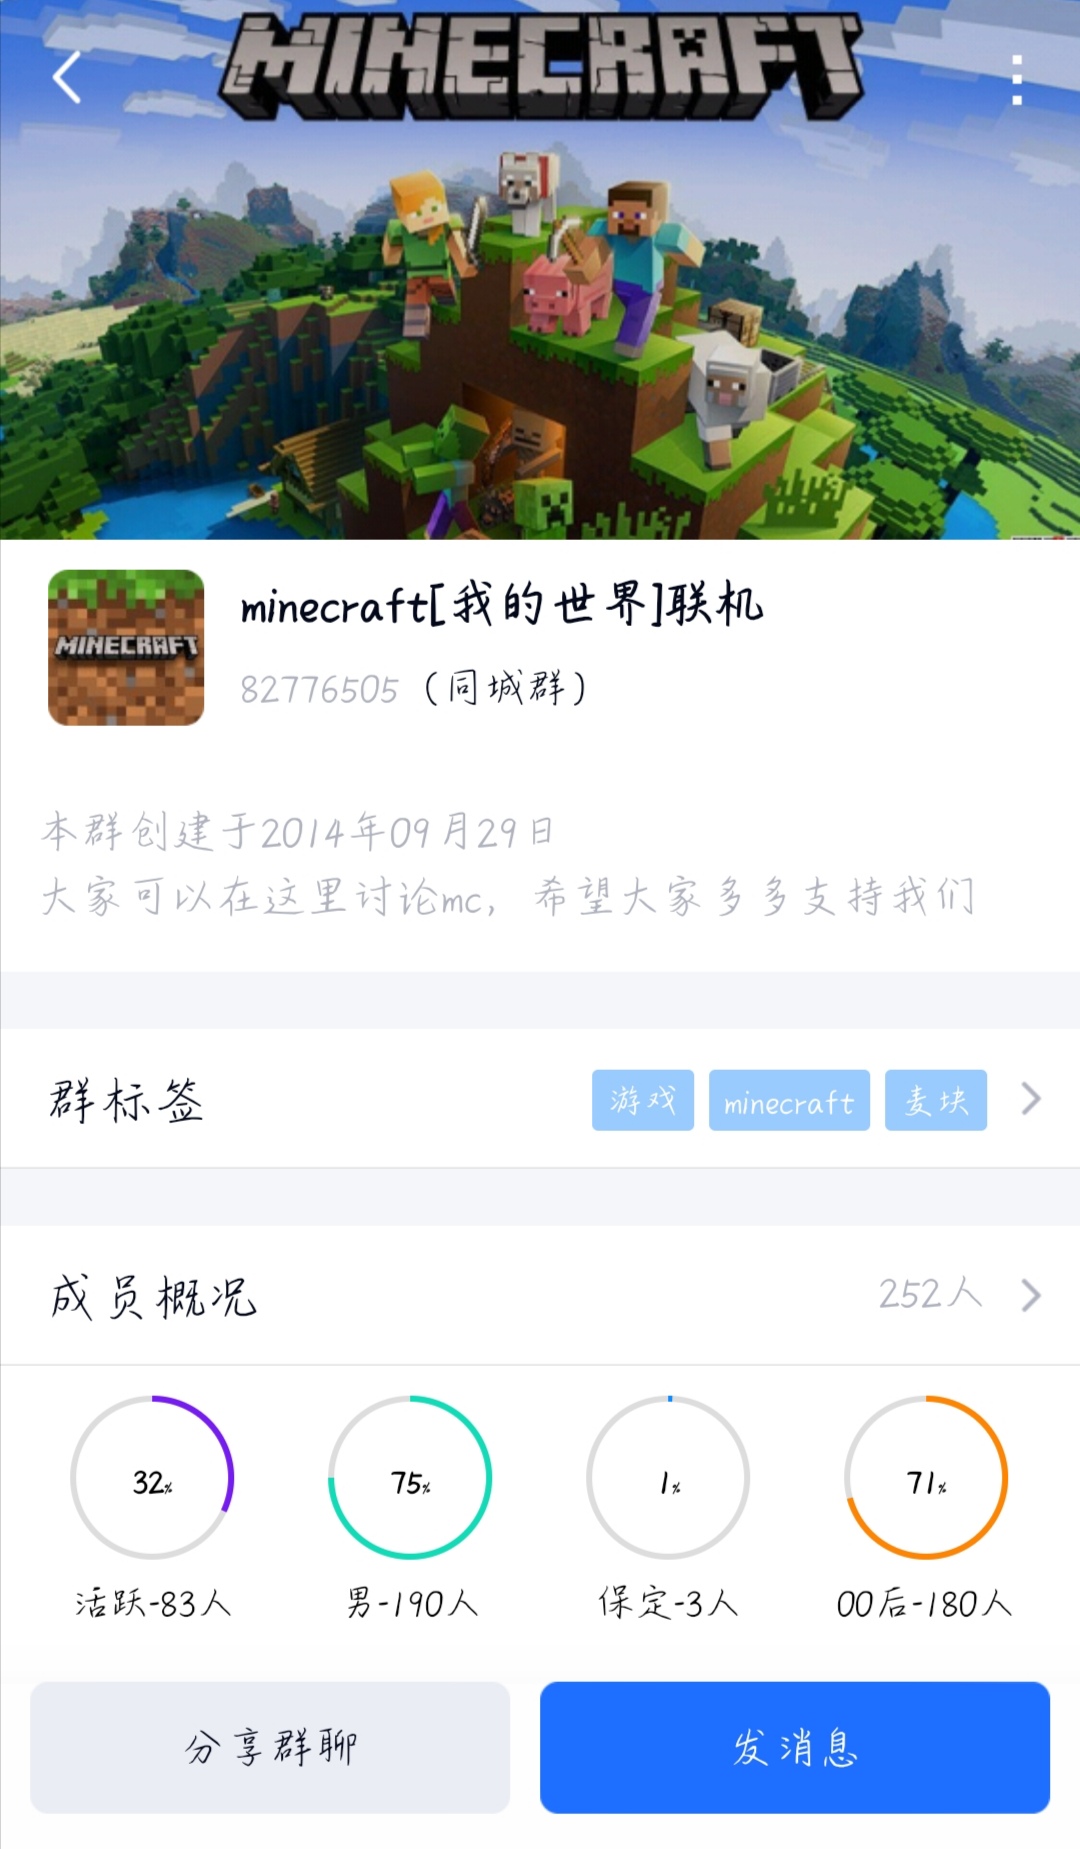 MINECRAFT
MINECRAFT
minecraft[我的世界]联机
82776505 (同城群)
本群创建于2014年09月29日
大家可以在这里讨论mc, 希望大家多多支持我们
群标签 游戏 minecraft 麦块
成员概况 252人
32% 75% 1% 71%
活跃-83人 男-190人 保定-3人 00后-180人
分享群聊 发消息